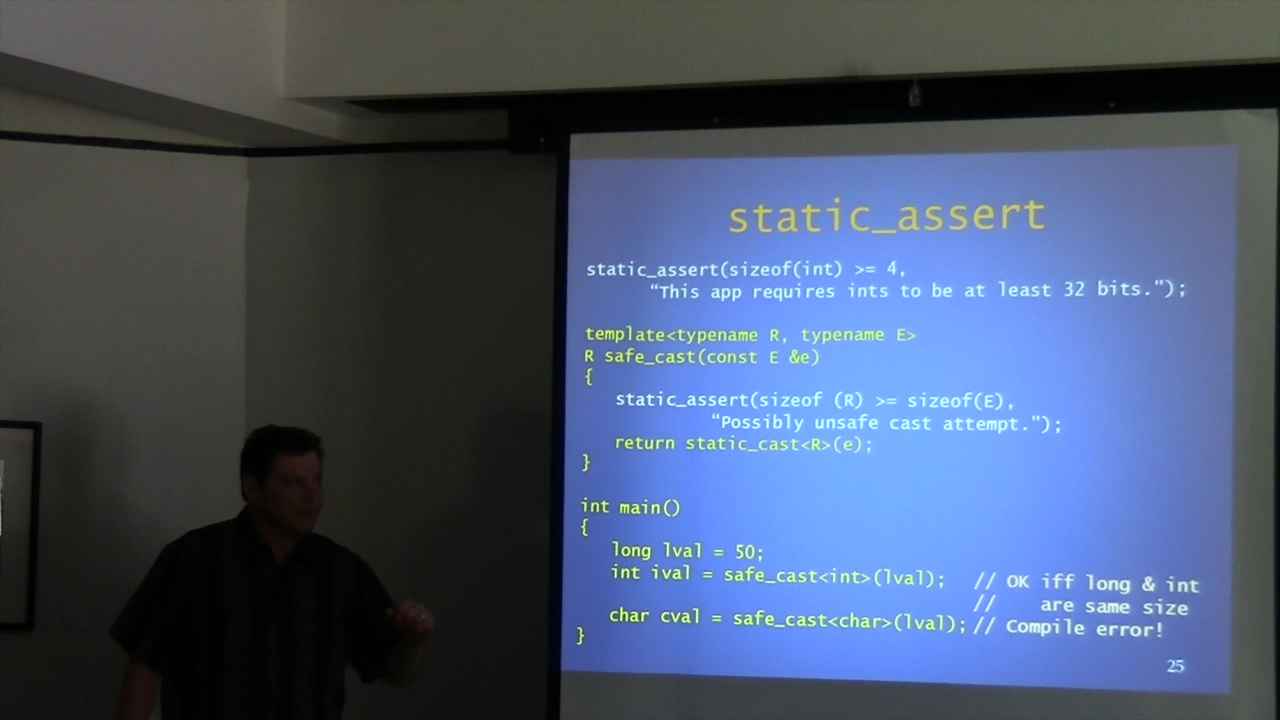 static_assert
static_assert(sizeof(int) >= 4,
“This app requires ints to be at least 32 bits.”);
template<typename R, typename E>
R safe_cast(const E &e)
{
static_assert(sizeof (R) >= sizeof(E),
“Possibly unsafe cast attempt.”);
return static_cast<R>(e);
}
int main()
{
long lval = 50;
int ival = safe_cast<int>(lval); // OK iff long & int
// are same size
char cval = safe_cast<char>(lval); // Compile error!
}
25